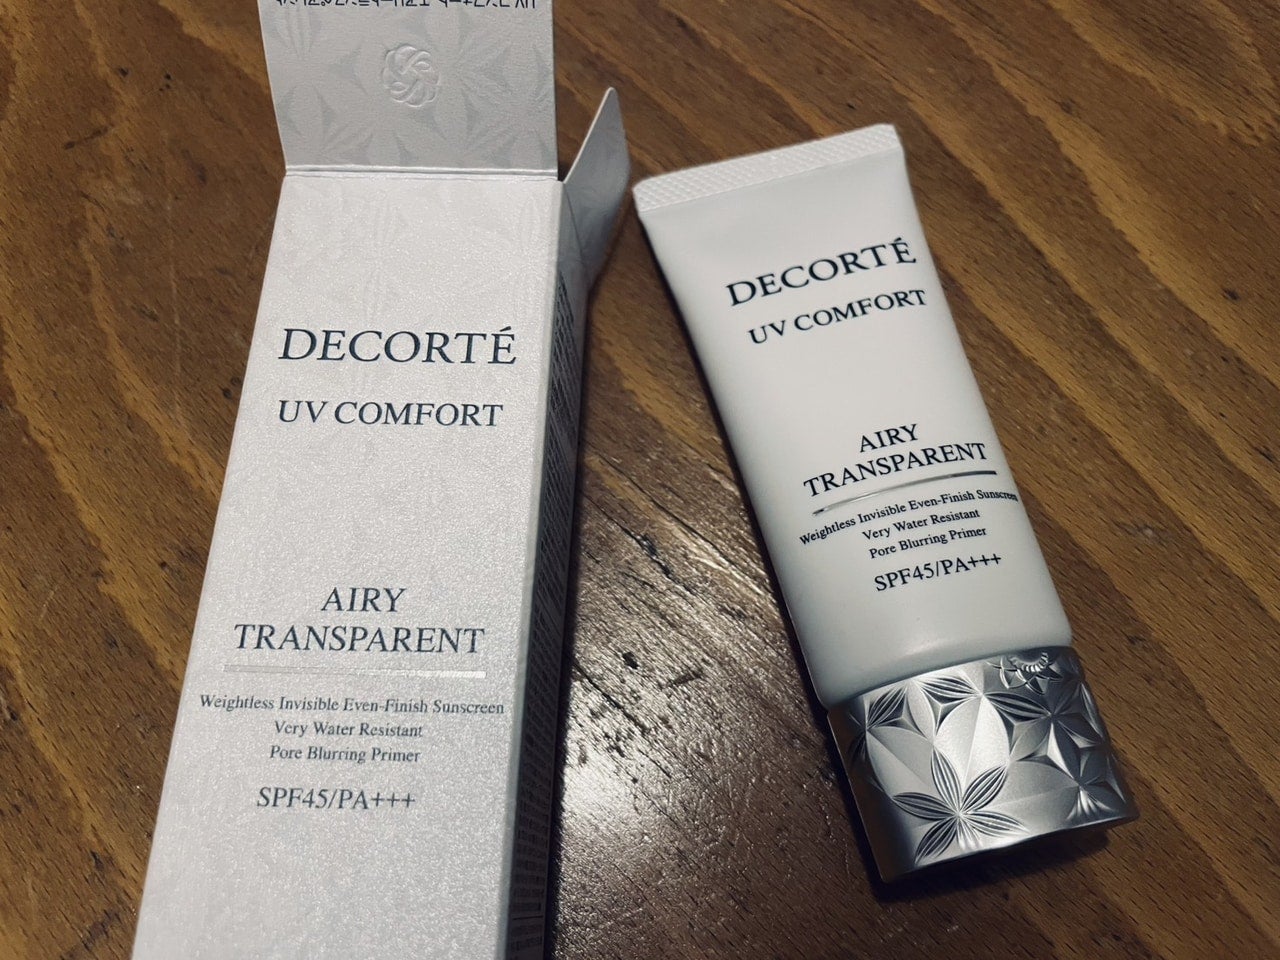 DECORTÉ
UV COMFORT
AIRY
TRANSPARENT
Weightless Invisible Even-Finish Sunscreen
Very Water Resistant
Pore Blurring Primer
SPF45/PA+++
DECORTÉ
UV COMFORT
AIRY
TRANSPARENT
Weightless Invisible Even-Finish Sunscreen
Very Water Resistant
Pore Blurring Primer
SPF45/PA+++